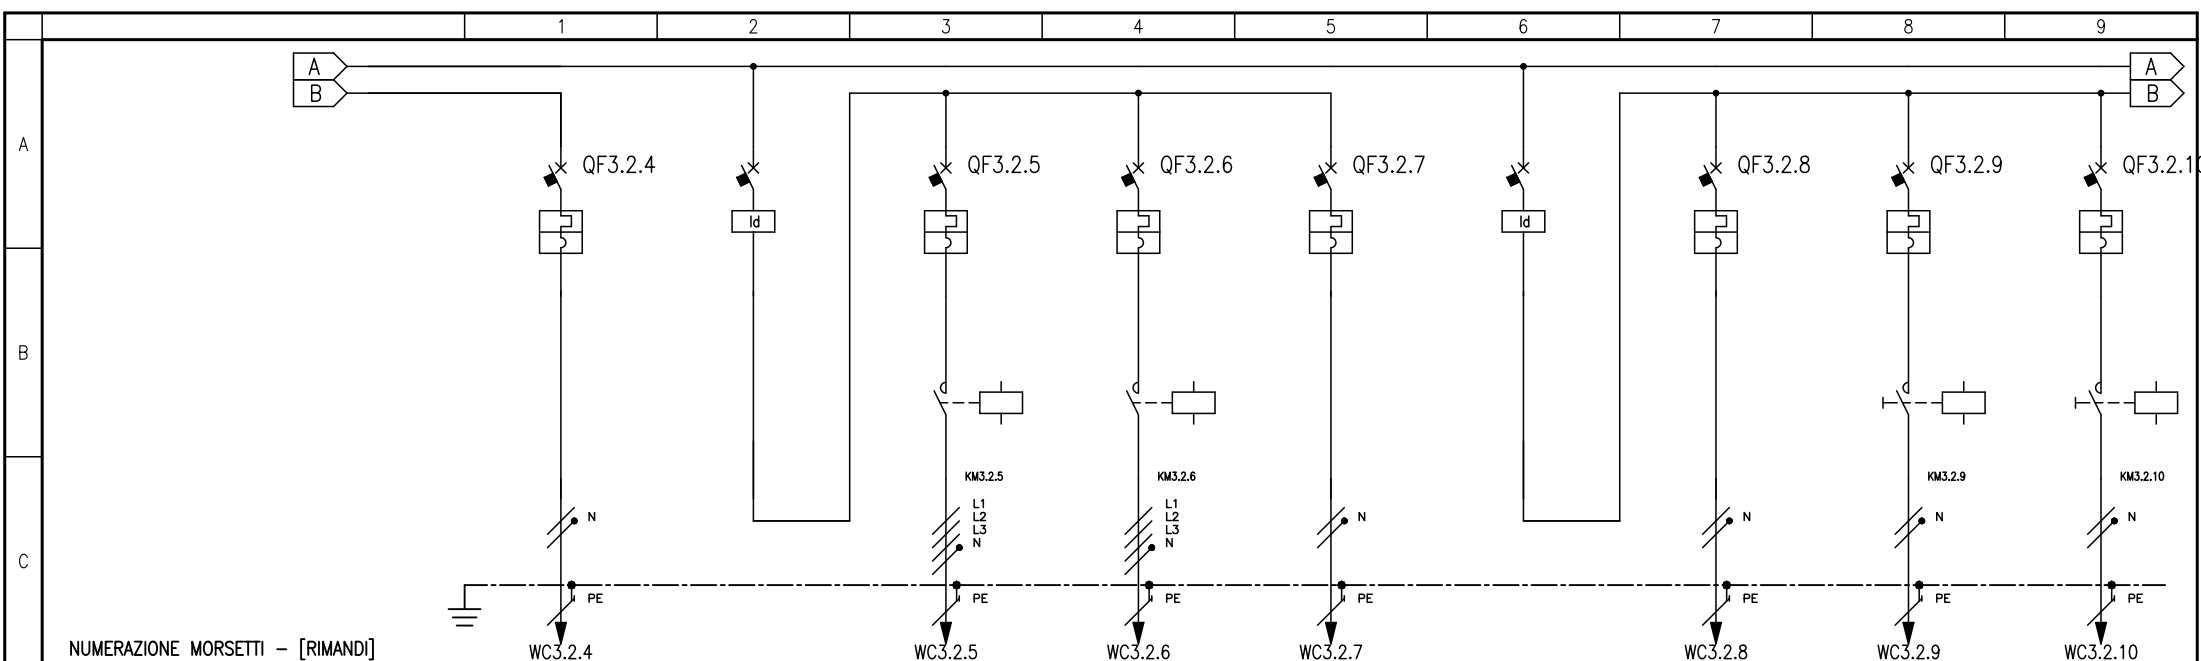 1 2 3 4 5 6 7 8 9
A A
B B
A
QF3.2.4 QF3.2.5 QF3.2.6 QF3.2.7 QF3.2.8 QF3.2.9 QF3.2.10
Id Id
B
KM3.2.5 KM3.2.6 KM3.2.9 KM3.2.10
L1 L1
L2 L2
L3 L3
N N N N N N N
C
PE PE PE PE PE PE PE
NUMERAZIONE MORSETTI - [RIMANDI] WC3.2.4 WC3.2.5 WC3.2.6 WC3.2.7 WC3.2.8 WC3.2.9 WC3.2.10